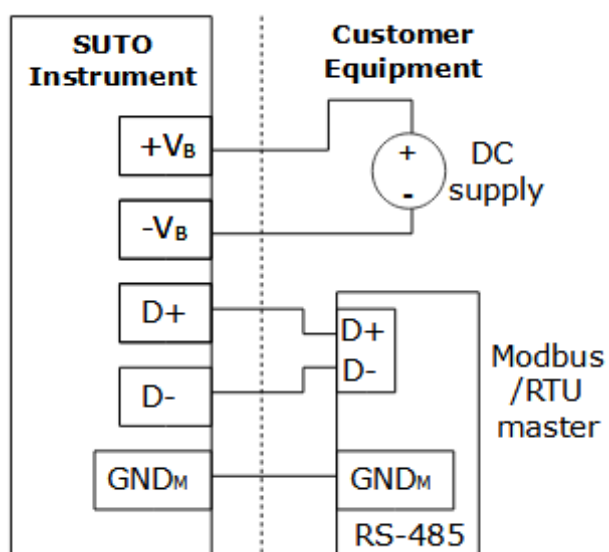 SUTO
Instrument
Customer
Equipment
+VB
-VB
D+
D-
GNDM
+
-
DC
supply
D+
D-
GNDM
RS-485
Modbus
/RTU
master